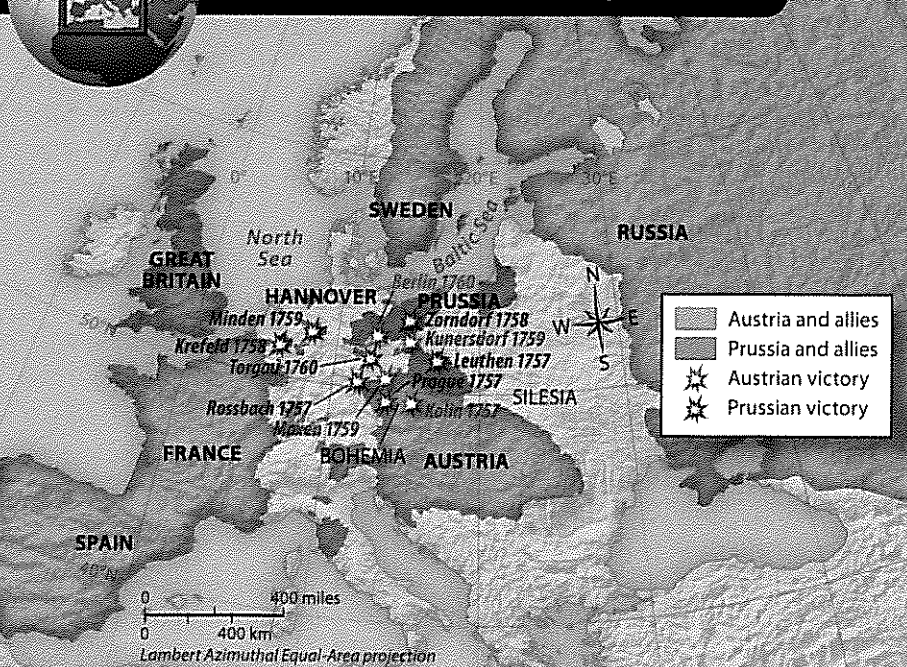 0°
10°E
20°E
30°E
SWEDEN
RUSSIA
North
Sea
Baltic Sea
GREAT
BRITAIN
Berlin 1760
HANNOVER
PRUSSIA
N
W
E
S
50°N
Minden 1759
Zorndorf 1758
Krefeld 1758
Kunersdorf 1759
Torgau 1760
Leuthen 1757
Prague 1757
SILESIA
Rossbach 1757
Kolin 1757
Maxen 1759
FRANCE
BOHEMIA
AUSTRIA
SPAIN
40°N
Austria and allies
Prussia and allies
Austrian victory
Prussian victory
0
400 miles
0
400 km
Lambert Azimuthal Equal-Area projection